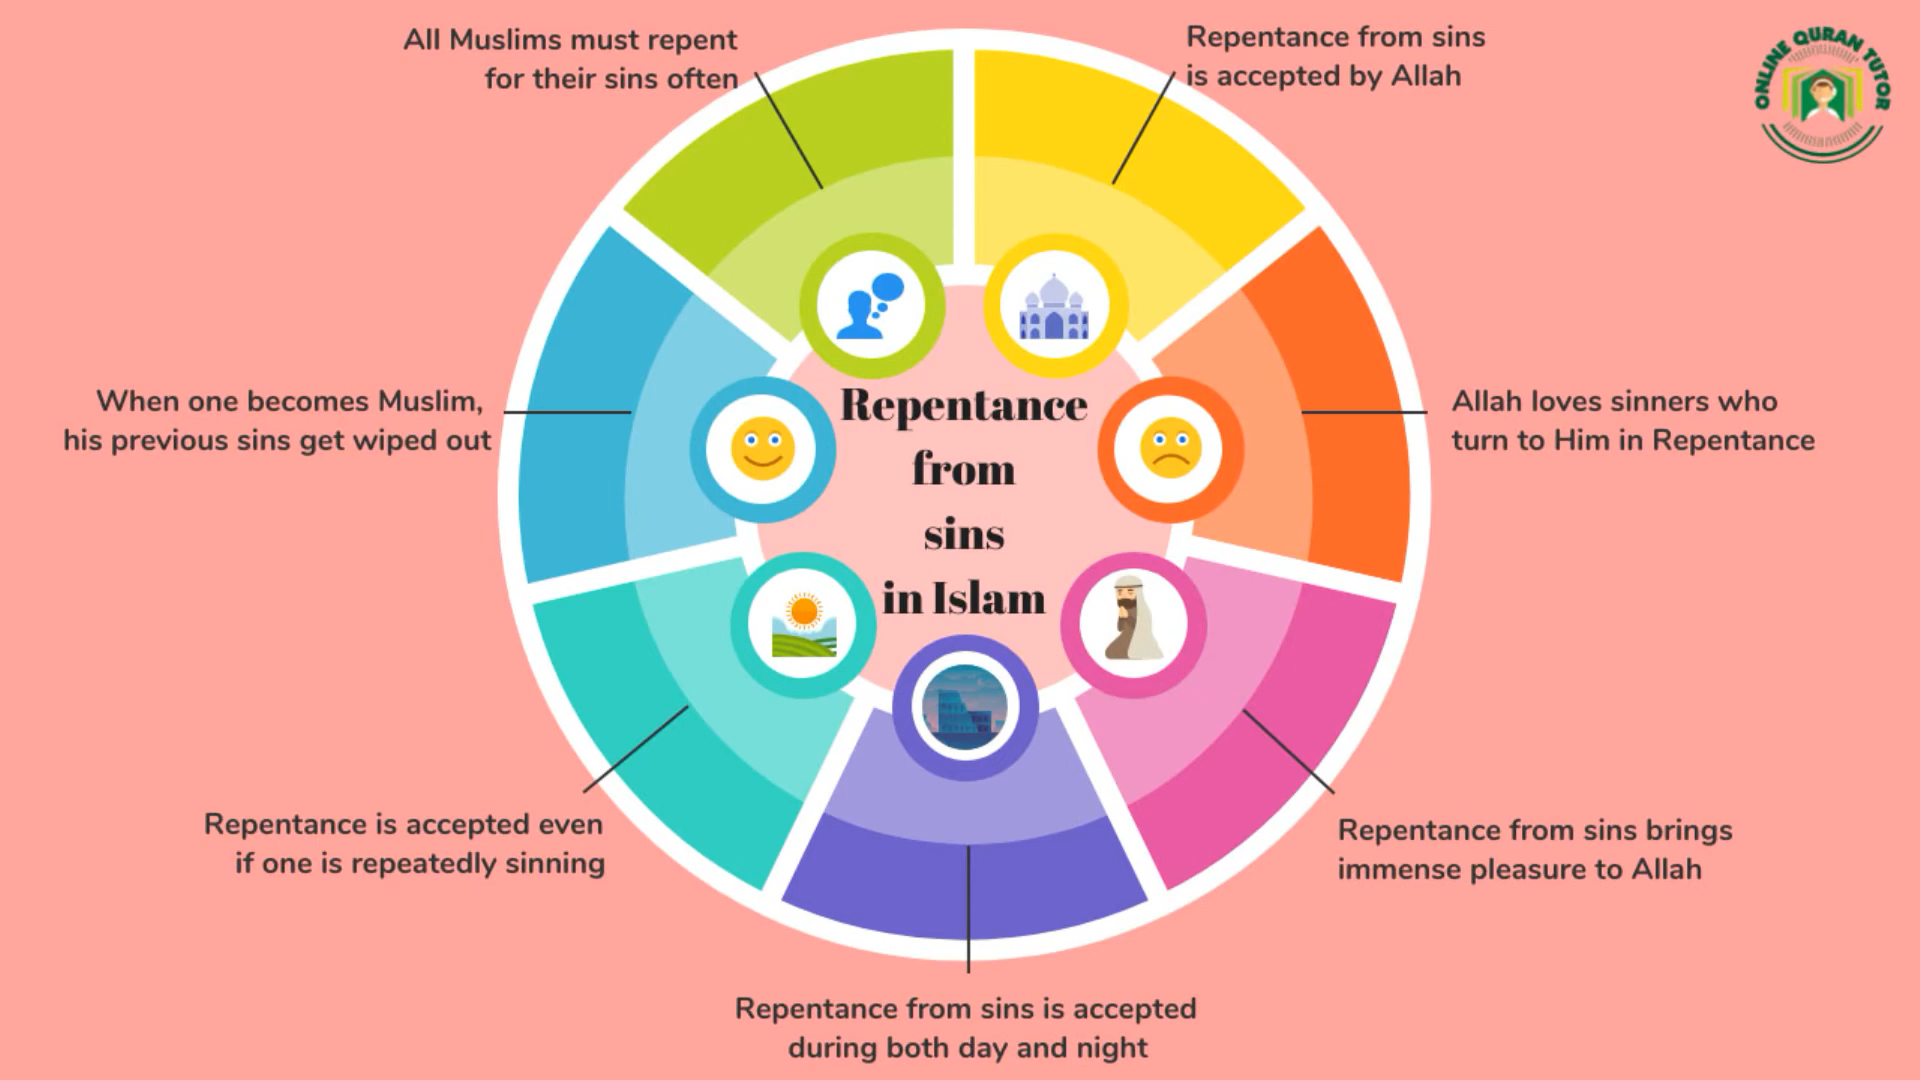 All Muslims must repent
for their sins often
Repentance from sins
is accepted by Allah
ONLINE QURAN TUTOR
When one becomes Muslim,
his previous sins get wiped out
Repentance
from
sins
in Islam
Allah loves sinners who
turn to Him in Repentance
Repentance is accepted even
if one is repeatedly sinning
Repentance from sins brings
immense pleasure to Allah
Repentance from sins is accepted
during both day and night